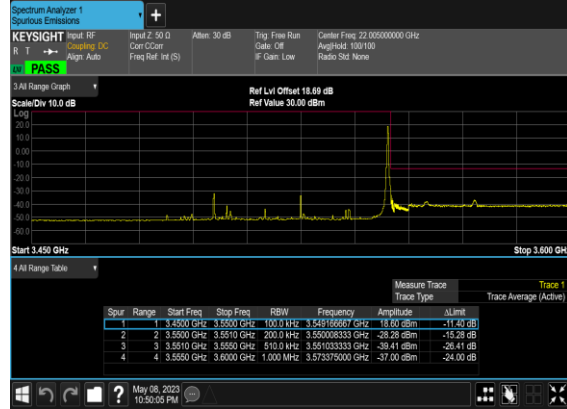 Spectrum Analyzer 1
Spurious Emissions
+
KEYSIGHT Input: RF Input Z: 50 Ω Atten: 30 dB Trig: Free Run Center Freq: 22.005000000 GHz
R T Coupling: DC Corr CCorr Gate: Off Avg|Hold: 100/100
Align: Auto Freq Ref: Int (S) IF Gain: Low Radio Std: None
PASS
3 All Range Graph
Ref Lvl Offset 18.69 dB
Scale/Div 10.0 dB Ref Value 30.00 dBm
Log
20.0
10.0
0.00
-10.0
-20.0
-30.0
-40.0
-50.0
-60.0
Start 3.450 GHz Stop 3.600 GHz
4 All Range Table
Measure Trace Trace 1
Trace Type Trace Average (Active)
Spur Range Start Freq Stop Freq RBW Frequency Amplitude ΔLimit
1 1 3.4500 GHz 3.5500 GHz 100.0 kHz 3.549166667 GHz 18.60 dBm -11.40 dB
2 2 3.5500 GHz 3.5510 GHz 200.0 kHz 3.550008333 GHz -28.28 dBm -15.28 dB
3 3 3.5510 GHz 3.5550 GHz 510.0 kHz 3.551033333 GHz -39.41 dBm -26.41 dB
4 4 3.5550 GHz 3.6000 GHz 1.000 MHz 3.573375000 GHz -37.00 dBm -24.00 dB
? May 08, 2023
10:50:05 PM